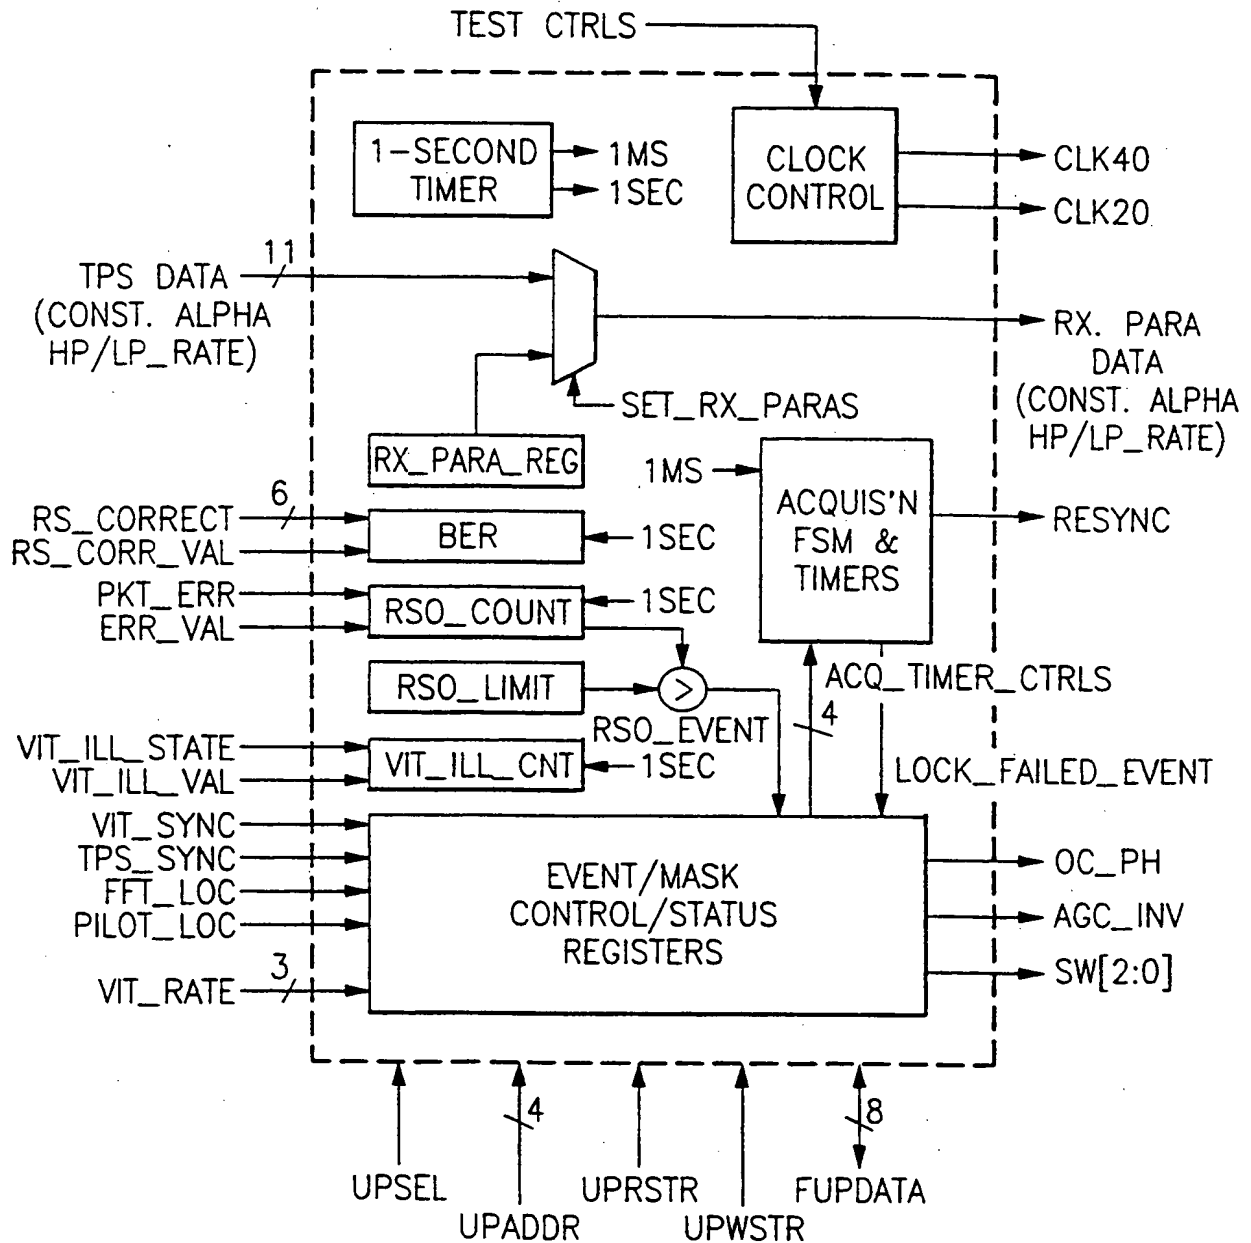 TEST CTRLS
1-SECOND
TIMER
1MS
1SEC
CLOCK
CONTROL
CLK40
CLK20
11
TPS DATA
(CONST. ALPHA
HP/LP_RATE)
RX. PARA
DATA
(CONST. ALPHA
HP/LP_RATE)
SET_RX_PARAS
RX_PARA_REG
1MS
ACQUIS'N
FSM &
TIMERS
RESYNC
6
RS_CORRECT
RS_CORR_VAL
BER
1SEC
PKT_ERR
ERR_VAL
RSO_COUNT
1SEC
RSO_LIMIT
>
RSO_EVENT
ACQ_TIMER_CTRLS
4
VIT_ILL_STATE
VIT_ILL_VAL
VIT_ILL_CNT
1SEC
LOCK_FAILED_EVENT
VIT_SYNC
TPS_SYNC
FFT_LOC
PILOT_LOC
3
VIT_RATE
EVENT/MASK
CONTROL/STATUS
REGISTERS
OC_PH
AGC_INV
SW[2:0]
4
8
UPSEL
UPADDR
UPRSTR
UPWSTR
FUPDATA